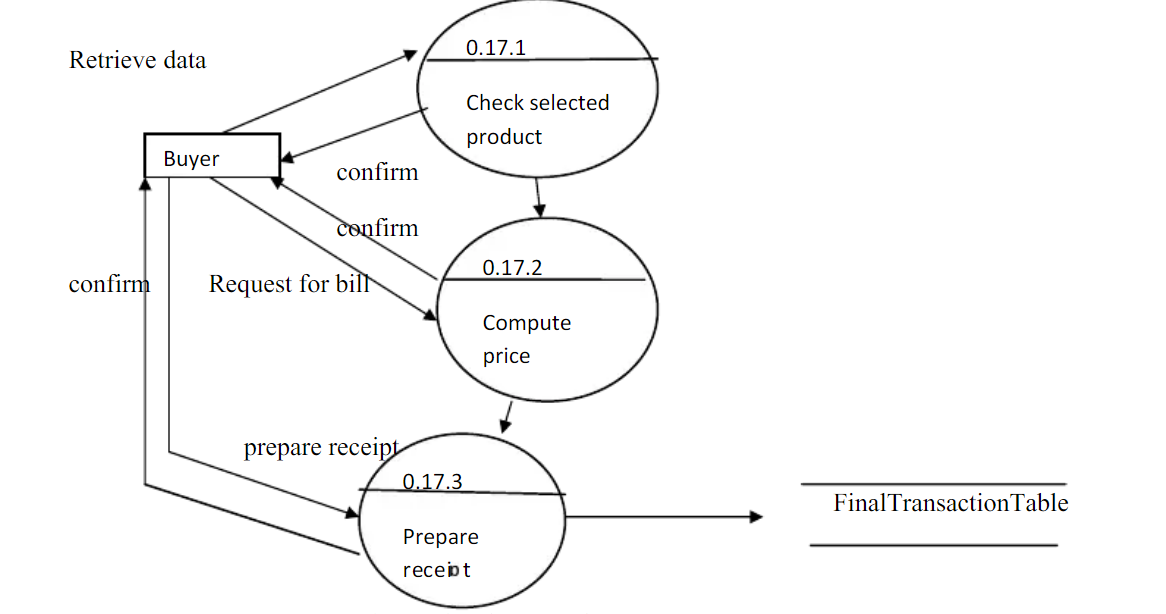 0.17.1
Retrieve data
Check selected
product
Buyer
confirm
confirm
0.17.2
confirm
Request for bill
Compute
price
prepare receipt
0.17.3
FinalTransactionTable
Prepare
receipt